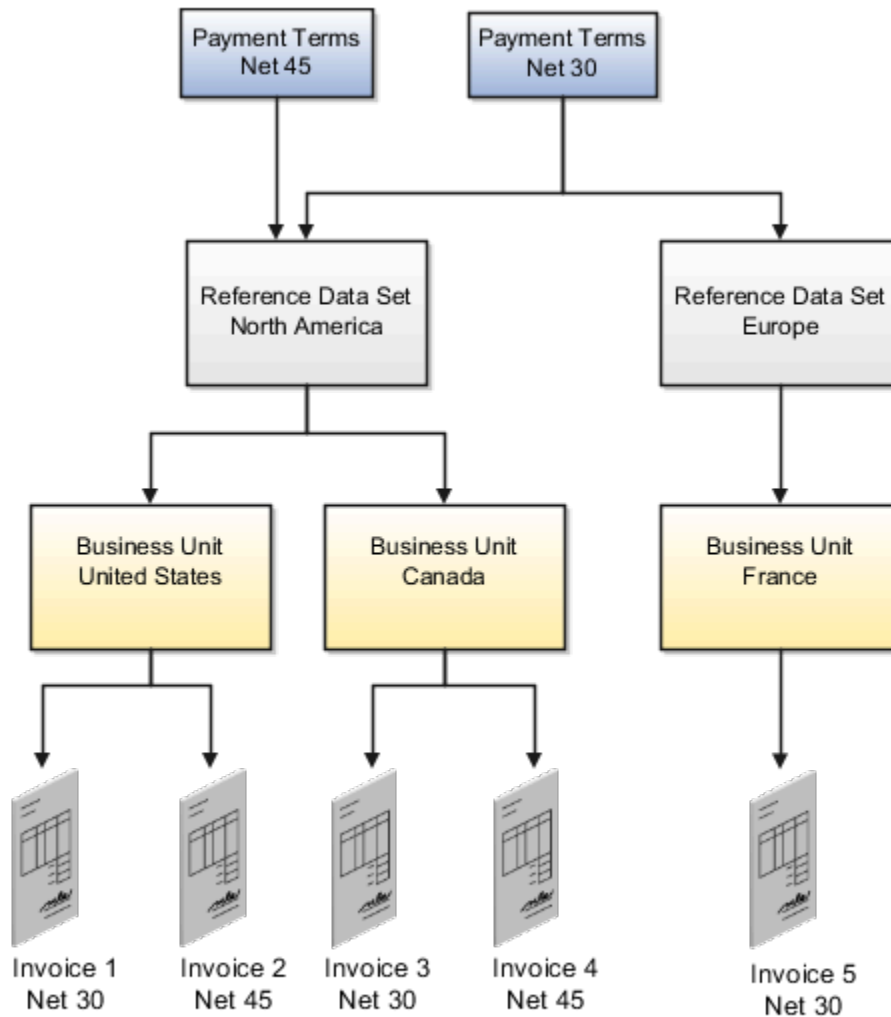 Payment Terms
Net 45
Payment Terms
Net 30
Reference Data Set
North America
Reference Data Set
Europe
Business Unit
United States
Business Unit
Canada
Business Unit
France
Invoice 1
Net 30
Invoice 2
Net 45
Invoice 3
Net 30
Invoice 4
Net 45
Invoice 5
Net 30